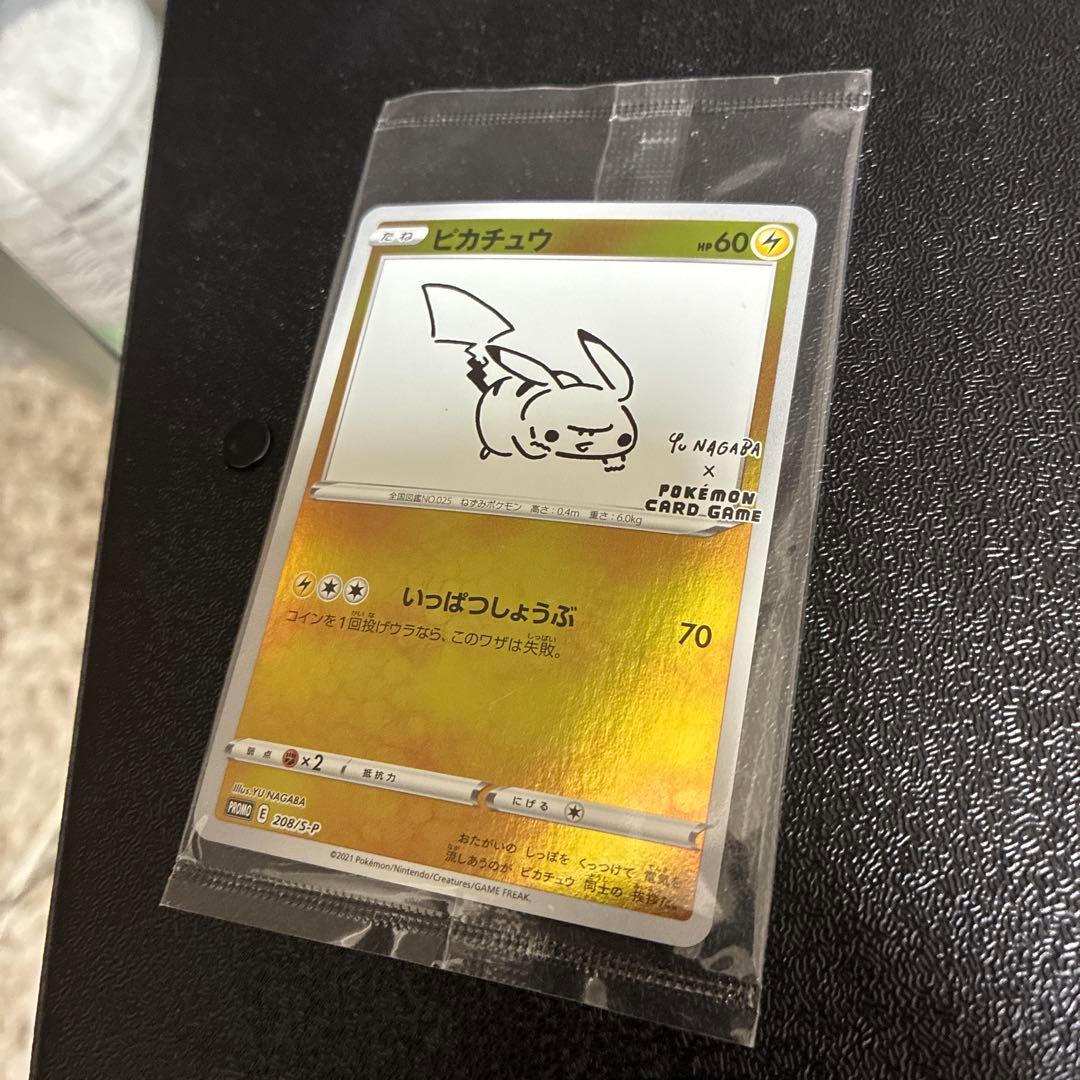 たね ピカチュウ HP60
Yu NAGABA
×
POKÉMON
CARD GAME
全国図鑑NO.025 ねずみポケモン 高さ:0.4m 重さ:6.0kg
いっぱつしょうぶ 70
コインを1回投げウラなら、このワザは失敗。
弱点 ×2 抵抗力 にげる
Illus. YU NAGABA
PROMO E 208/S-P
おたがいの しっぽを くっつけて 電気を
流しあうのが ピカチュウ 同士の 挨拶だ。
©2021 Pokémon/Nintendo/Creatures/GAME FREAK.